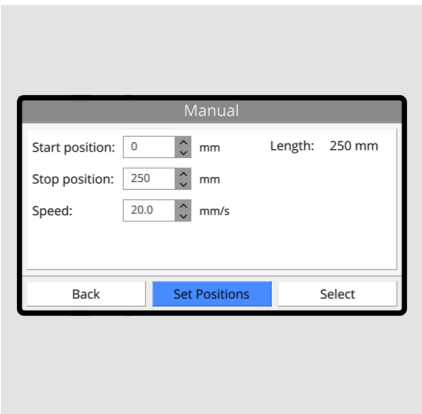 Manual
Start position: 0 mm Length: 250 mm
Stop position: 250 mm
Speed: 20.0 mm/s
Back Set Positions Select